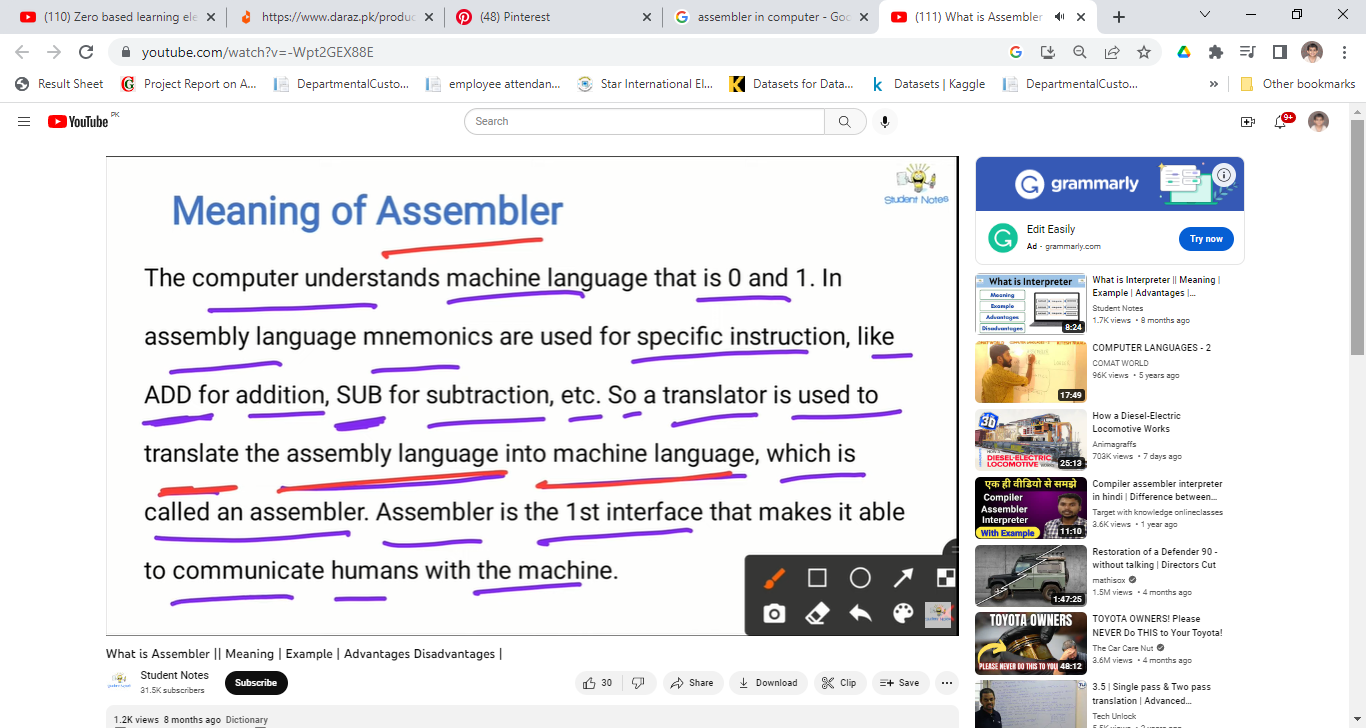 (110) Zero based learning ele
https://www.daraz.pk/produc
(48) Pinterest
assembler in computer - Goo
(111) What is Assembler
youtube.com/watch?v=-Wpt2GEX88E
Result Sheet
Project Report on A...
DepartmentalCusto...
employee attendan...
Star International El...
Datasets for Data...
Datasets | Kaggle
DepartmentalCusto...
»
Other bookmarks
YouTube PK
Search
9+
Student Notes
Meaning of Assembler
The computer understands machine language that is 0 and 1. In
assembly language mnemonics are used for specific instruction, like
ADD for addition, SUB for subtraction, etc. So a translator is used to
translate the assembly language into machine language, which is
called an assembler. Assembler is the 1st interface that makes it able
to communicate humans with the machine.
What is Assembler || Meaning | Example | Advantages Disadvantages |
Student Notes
31.5K subscribers
Subscribe
30
Share
Download
Clip
Save
1.2K views 8 months ago Dictionary
grammarly
Edit Easily
Ad · grammarly.com
Try now
What is Interpreter
Meaning
Example
Advantages
Disadvantages
8:24
What is Interpreter || Meaning |
Example | Advantages |...
Student Notes
1.7K views • 8 months ago
17:49
COMPUTER LANGUAGES - 2
COMAT WORLD
96K views • 5 years ago
3D
DIESEL-ELECTRIC
LOCOMOTIVE WORKS
25:13
How a Diesel-Electric
Locomotive Works
Animagraffs
703K views • 7 days ago
एक ही वीडियो से समझे
Compiler
Assembler
Interpreter
With Example
11:10
Compiler assembler interpreter
in hindi | Difference between...
Target with knowledge onlineclasses
3.6K views • 1 year ago
1:47:25
Restoration of a Defender 90 -
without talking | Directors Cut
mathisox
1.5M views • 4 months ago
TOYOTA OWNERS
PLEASE NEVER DO THIS TO YOU
48:12
TOYOTA OWNERS! Please
NEVER Do THIS to Your Toyota!
The Car Care Nut
3.6M views • 4 months ago
3.5 | Single pass & Two pass
translation | Advanced...
Tech Unlock